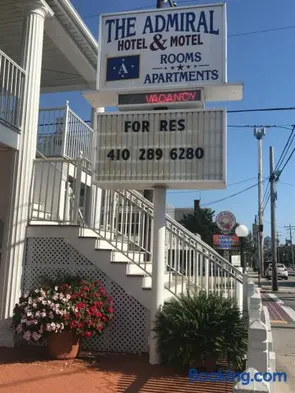 THE ADMIRAL
HOTEL & MOTEL
A
ROOMS
APARTMENTS
VACANCY
FOR RES
410 289 6280
Booking.com